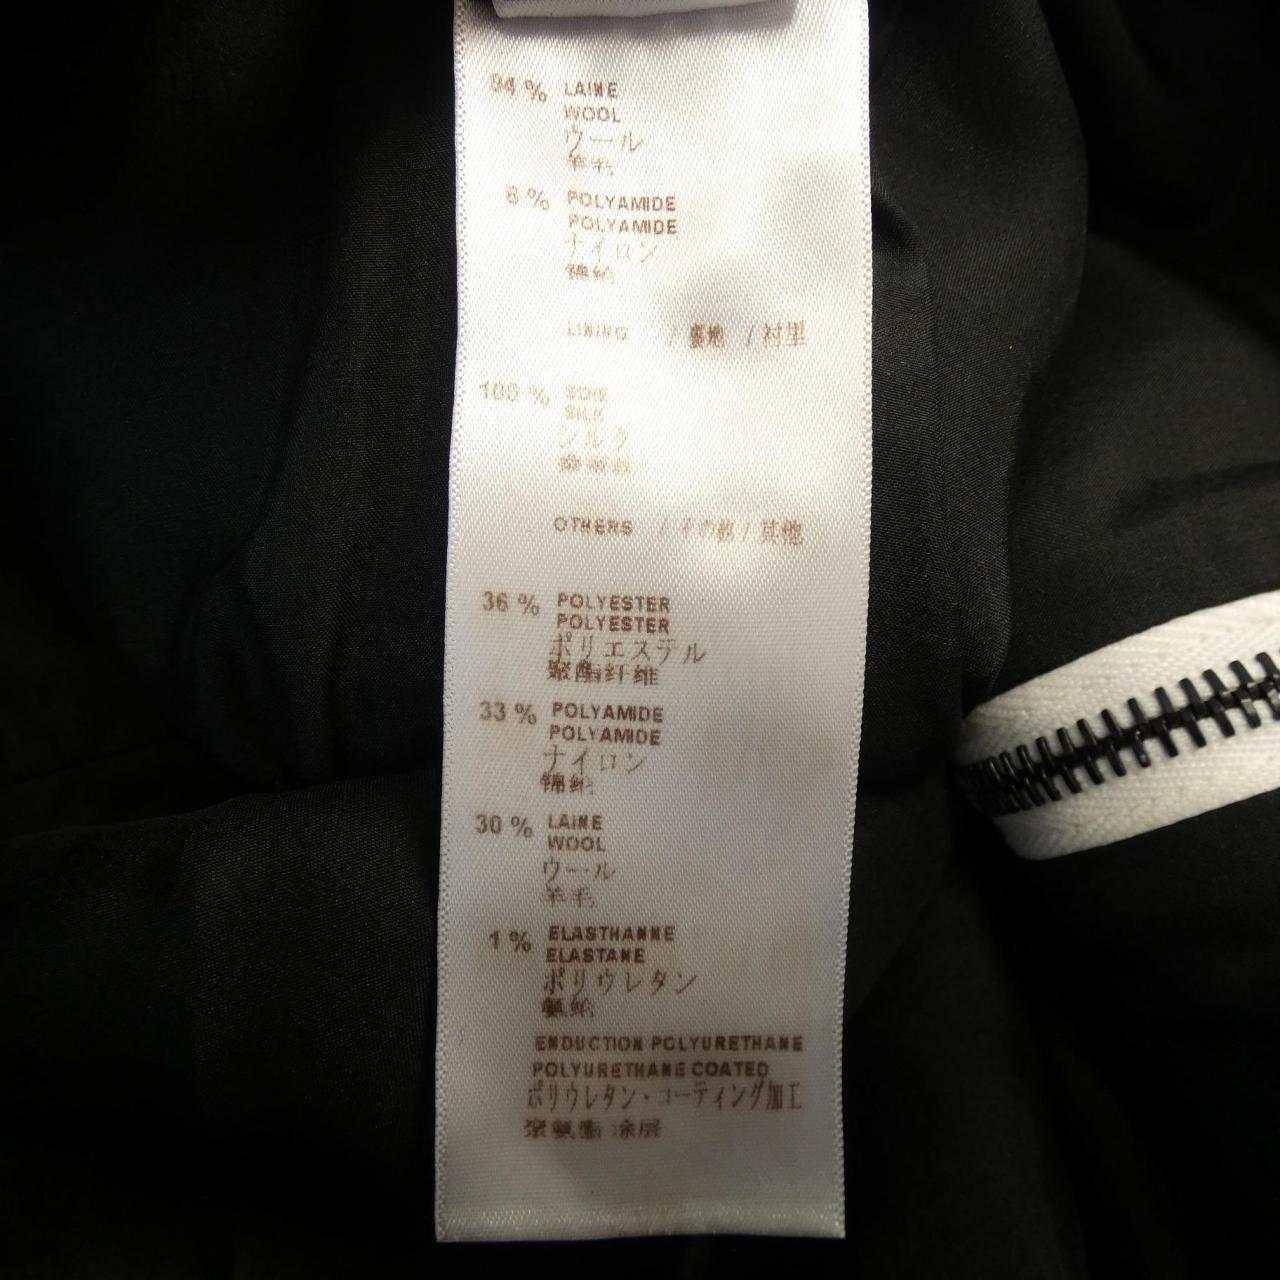 94 % LAINE
WOOL
ウール
羊毛
6 % POLYAMIDE
POLYAMIDE
ナイロン
锦纶
LINING / 裏地 / 衬里
100 % SOIE
SILK
シルク
OTHERS / その他 / 其他
36 % POLYESTER
POLYESTER
ポリエステル
聚酯纤维
33 % POLYAMIDE
POLYAMIDE
ナイロン
锦纶
30 % LAINE
WOOL
ウール
羊毛
1 % ELASTHANNE
ELASTANE
ポリウレタン
氨纶
ENDUCTION POLYURETHANE
POLYURETHANE COATED
ポリウレタン・コーティング加工
聚氨酯 涂层